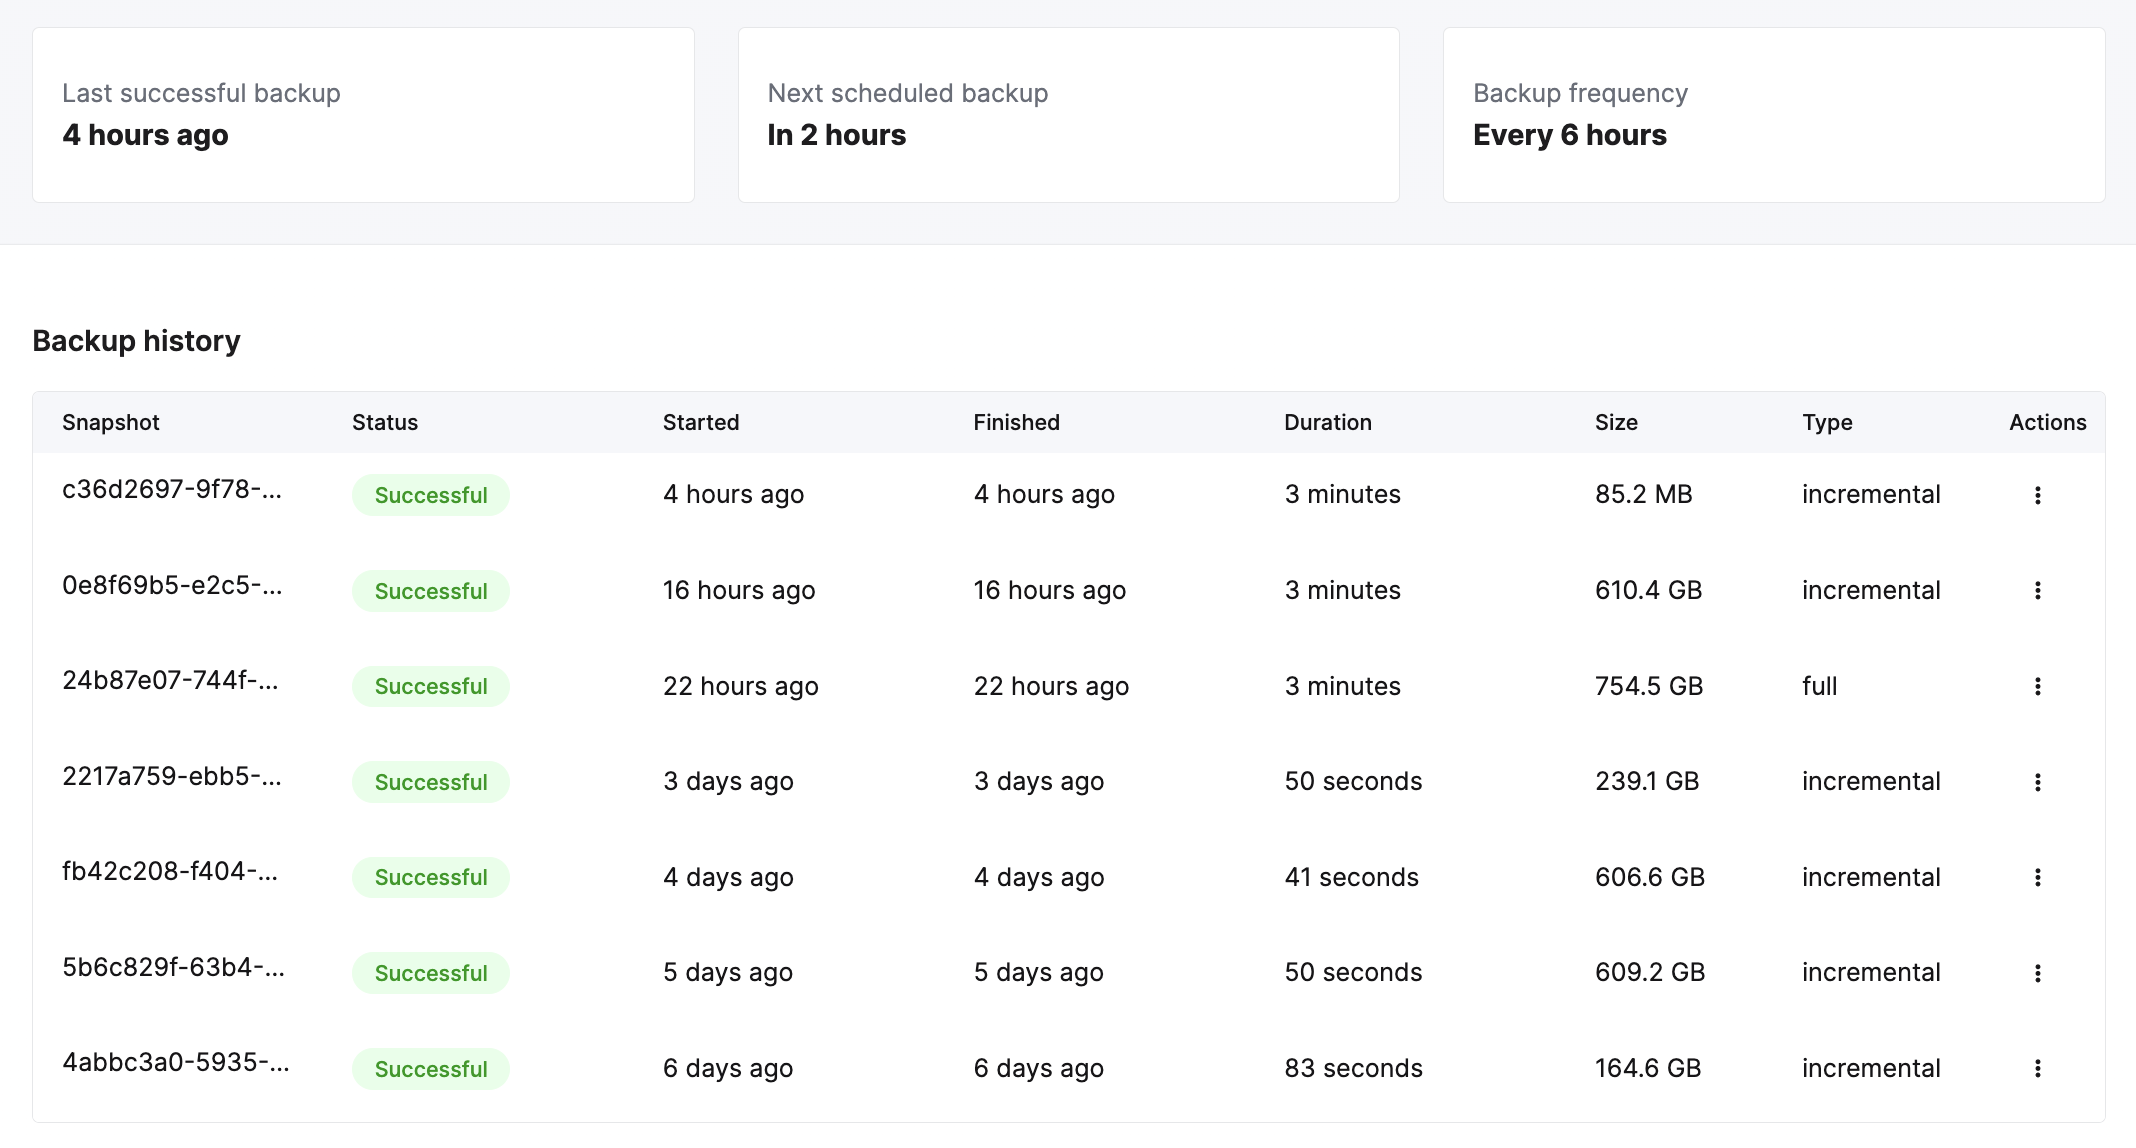 Last successful backup
4 hours ago
Next scheduled backup
In 2 hours
Backup frequency
Every 6 hours
Backup history
Snapshot Status Started Finished Duration Size Type Actions
c36d2697-9f78-... Successful 4 hours ago 4 hours ago 3 minutes 85.2 MB incremental
0e8f69b5-e2c5-... Successful 16 hours ago 16 hours ago 3 minutes 610.4 GB incremental
24b87e07-744f-... Successful 22 hours ago 22 hours ago 3 minutes 754.5 GB full
2217a759-ebb5-... Successful 3 days ago 3 days ago 50 seconds 239.1 GB incremental
fb42c208-f404-... Successful 4 days ago 4 days ago 41 seconds 606.6 GB incremental
5b6c829f-63b4-... Successful 5 days ago 5 days ago 50 seconds 609.2 GB incremental
4abbc3a0-5935-... Successful 6 days ago 6 days ago 83 seconds 164.6 GB incremental